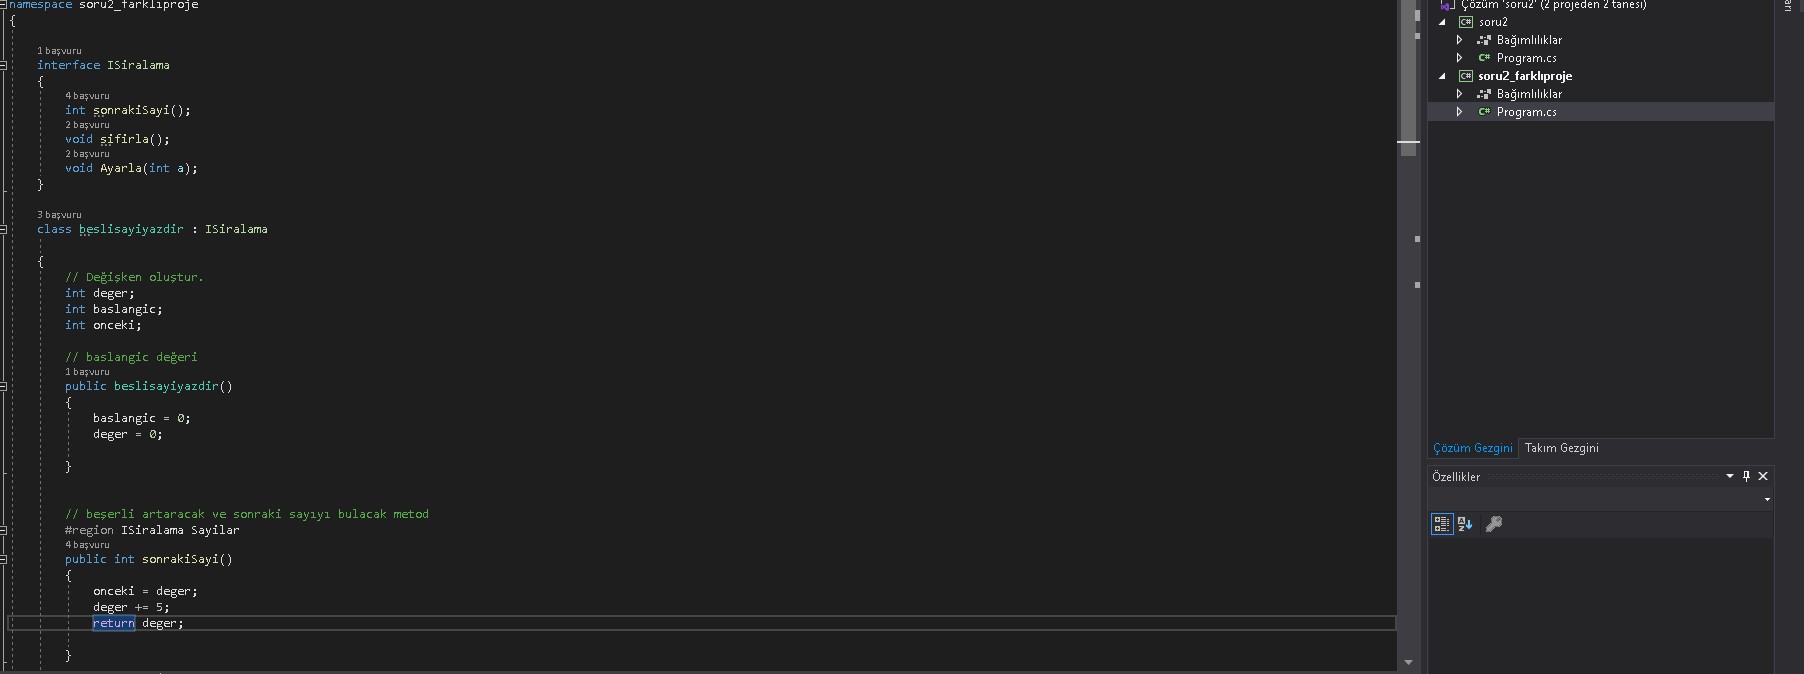 namespace soru2_farklıproje
{
1 başvuru
interface ISiralama
{
4 başvuru
int sonrakiSayi();
2 başvuru
void sifirla();
2 başvuru
void Ayarla(int a);
}
3 başvuru
class beslisayiyazdir : ISiralama
{
// Değişken oluştur.
int deger;
int baslangic;
int onceki;
// baslangic değeri
1 başvuru
public beslisayiyazdir()
{
baslangic = 0;
deger = 0;
}
// beşerli artaracak ve sonraki sayıyı bulacak metod
#region ISiralama Sayilar
4 başvuru
public int sonrakiSayi()
{
onceki = deger;
deger += 5;
return deger;
}
Çözüm 'soru2' (2 projeden 2 tanesi)
C# soru2
Bağımlılıklar
C# Program.cs
C# soru2_farklıproje
Bağımlılıklar
C# Program.cs
Çözüm Gezgini Takım Gezgini
Özellikler